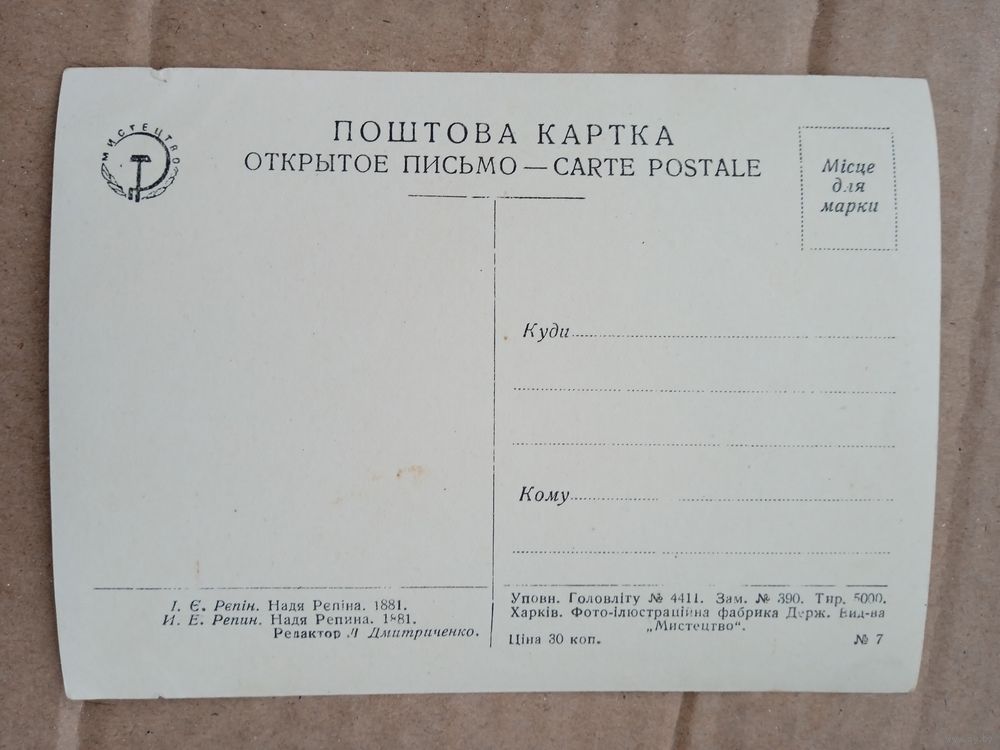 МИСТЕЦТВО
ПОШТОВА КАРТКА
ОТКРЫТОЕ ПИСЬМО — CARTE POSTALE
Місце
для
марки
Куди
Кому
І. Є. Рєпін. Надя Рєпіна. 1881.
И. Е. Репин. Надя Репина. 1881.
Редактор Л Дмитриченко.
Уповн. Головліту № 4411. Зам. № 390. Тир. 5000.
Харків. Фото-ілюстраційна фабрика Держ. Вид-ва
„Мистецтво“.
Ціна 30 коп.
№ 7